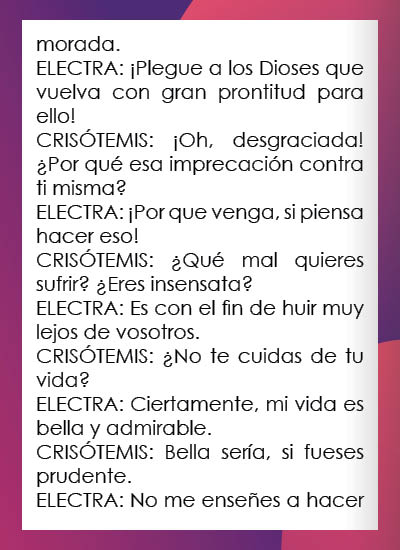 morada.
ELECTRA: ¡Plegue a los Dioses que
vuelva con gran prontitud para
ello!
CRISÓTEMIS: ¡Oh, desgraciada!
¿Por qué esa imprecación contra
ti misma?
ELECTRA: ¡Por que venga, si piensa
hacer eso!
CRISÓTEMIS: ¿Qué mal quieres
sufrir? ¿Eres insensata?
ELECTRA: Es con el fin de huir muy
lejos de vosotros.
CRISÓTEMIS: ¿No te cuidas de tu
vida?
ELECTRA: Ciertamente, mi vida es
bella y admirable.
CRISÓTEMIS: Bella sería, si fueses
prudente.
ELECTRA: No me enseñes a hacer